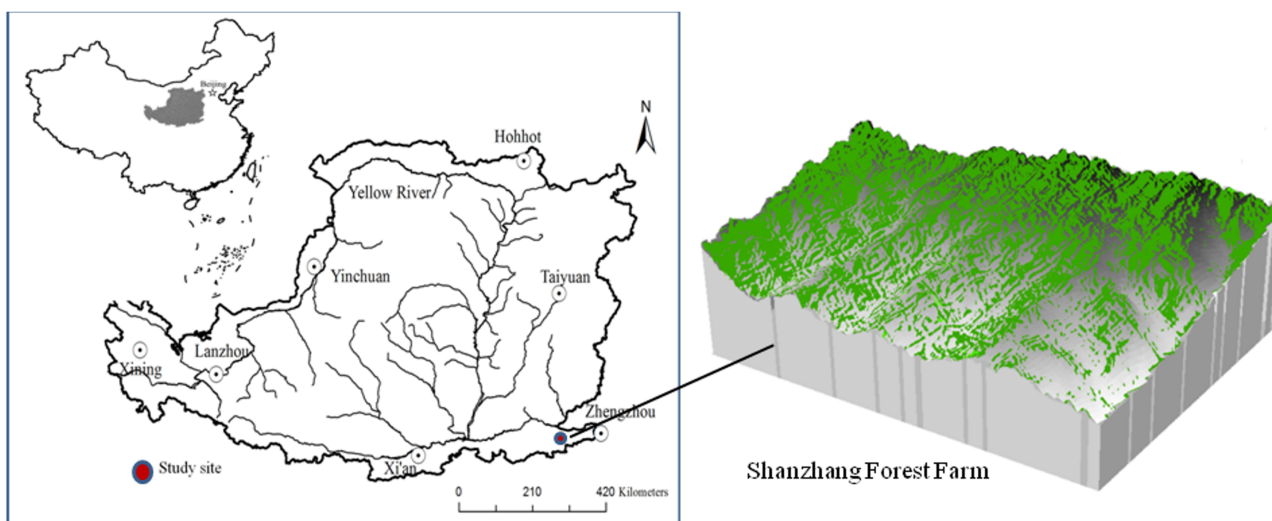 Beijing
N
Hohhot
Yellow River
Yinchuan
Taiyuan
Lanzhou
Xining
Zhengzhou
Xi'an
Study site
0 210 420 Kilometers
Shanzhang Forest Farm